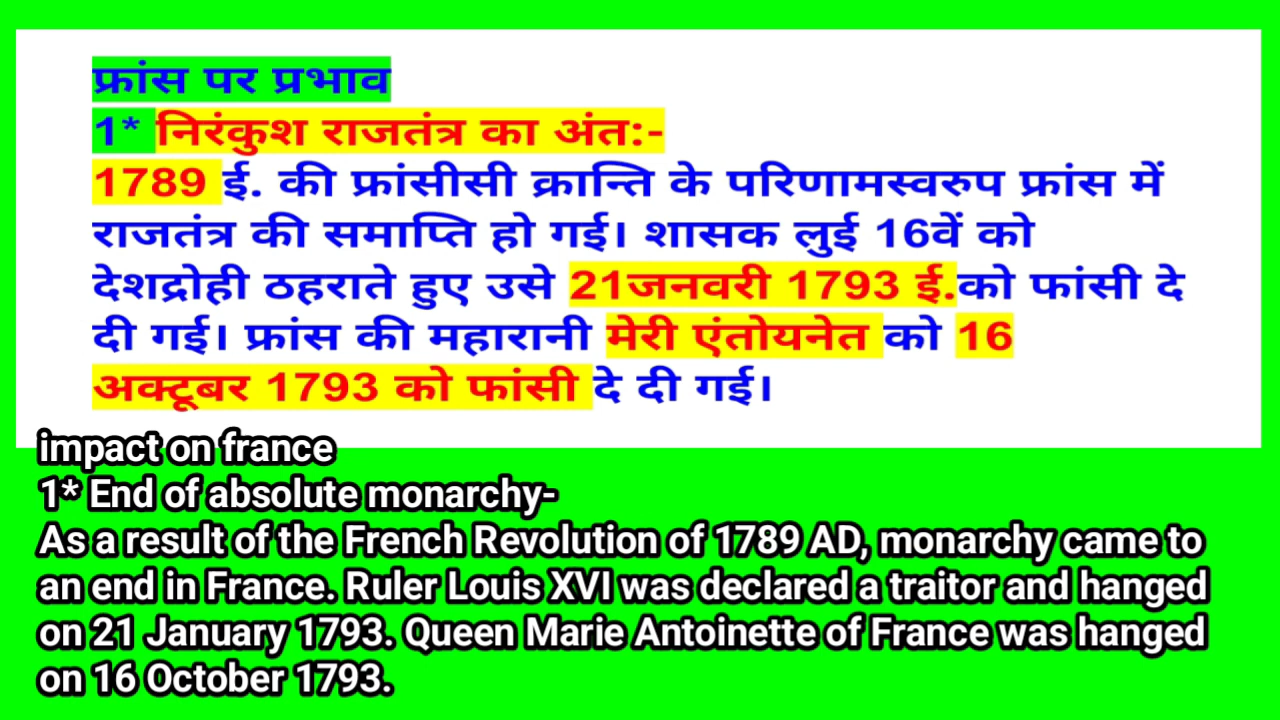 फ्रांस पर प्रभाव
1* निरंकुश राजतंत्र का अंत:-
1789 ई. की फ्रांसीसी क्रान्ति के परिणामस्वरुप फ्रांस में
राजतंत्र की समाप्ति हो गई। शासक लुई 16वें को
देशद्रोही ठहराते हुए उसे 21जनवरी 1793 ई.को फांसी दे
दी गई। फ्रांस की महारानी मेरी एंतोयनेत को 16
अक्टूबर 1793 को फांसी दे दी गई।
impact on france
1* End of absolute monarchy-
As a result of the French Revolution of 1789 AD, monarchy came to
an end in France. Ruler Louis XVI was declared a traitor and hanged
on 21 January 1793. Queen Marie Antoinette of France was hanged
on 16 October 1793.